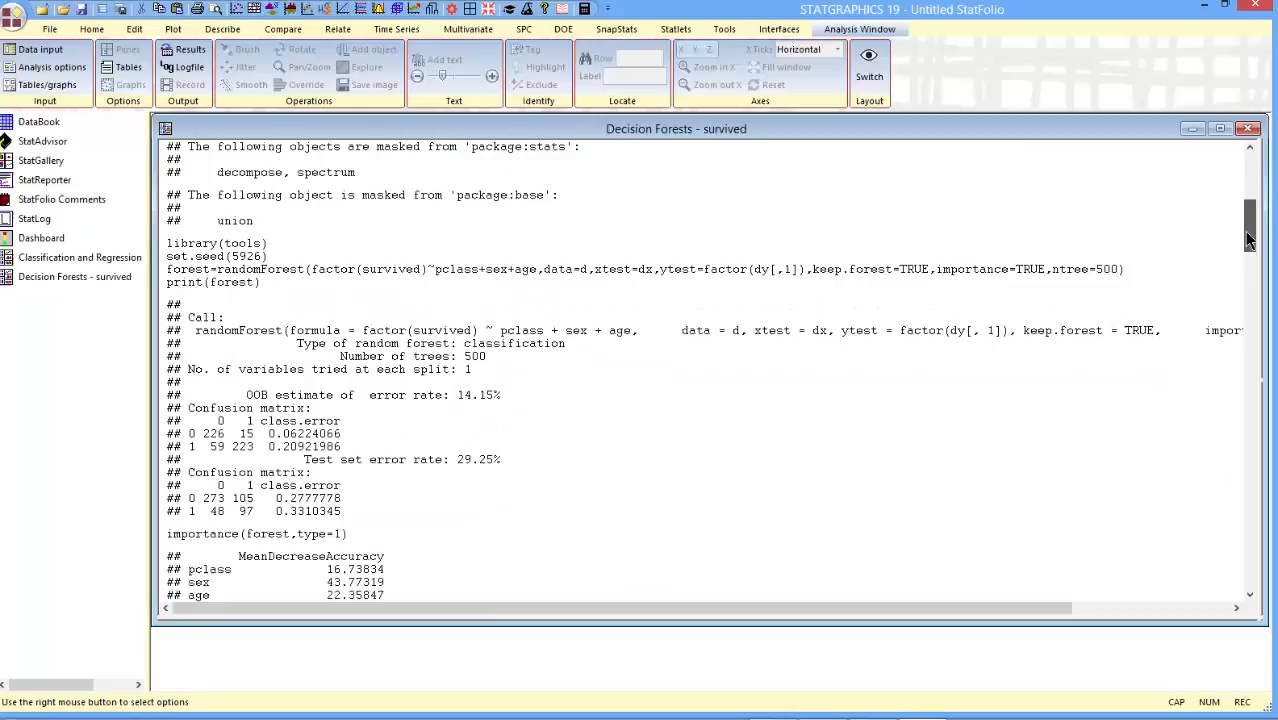 STATGRAPHICS 19 - Untitled StatFolio
File Home Edit Plot Describe Compare Relate Time Series Multivariate SPC DOE SnapStats Statlets Tools Interfaces Analysis Window
Data input Panes Results Brush Rotate Add object Add text Tag Row X Y Z X Ticks Horizontal
Analysis options Tables Logfile Jitter Pan/Zoom Explore Highlight Label Zoom in X Fill window Switch
Tables/graphs Graphs Record Smooth Override Save image Exclude Zoom out X Reset
Input Options Output Operations Text Identify Locate Axes Layout
DataBook
StatAdvisor
StatGallery
StatReporter
StatFolio Comments
StatLog
Dashboard
Classification and Regression
Decision Forests - survived
Decision Forests - survived
## The following objects are masked from 'package:stats':
##
##     decompose, spectrum
## The following object is masked from 'package:base':
##
##     union
library(tools)
set.seed(5926)
forest=randomForest(factor(survived)~pclass+sex+age,data=d,xtest=dx,ytest=factor(dy[,1]),keep.forest=TRUE,importance=TRUE,ntree=500)
print(forest)
##
## Call:
##  randomForest(formula = factor(survived) ~ pclass + sex + age,      data = d, xtest = dx, ytest = factor(dy[, 1]), keep.forest = TRUE,      impor
##                Type of random forest: classification
##                      Number of trees: 500
## No. of variables tried at each split: 1
##
##         OOB estimate of  error rate: 14.15%
## Confusion matrix:
##     0   1 class.error
## 0 226  15  0.06224066
## 1  59 223  0.20921986
##                 Test set error rate: 29.25%
## Confusion matrix:
##     0   1 class.error
## 0 273 105   0.2777778
## 1  48  97   0.3310345
importance(forest,type=1)
##        MeanDecreaseAccuracy
## pclass             16.73834
## sex                43.77319
## age                22.35847
Use the right mouse button to select options
CAP NUM REC